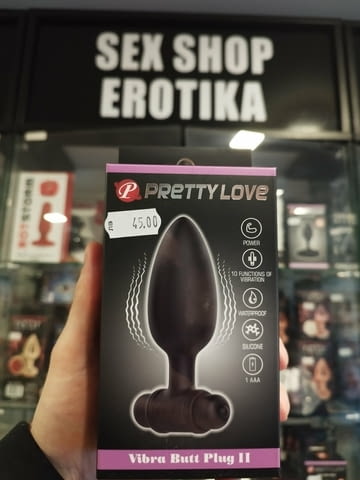 SEX SHOP
EROTIKA
P PRETTY LOVE
45.00
POWER
10 FUNCTIONS OF
VIBRATION
WATERPROOF
SILICONE
1 AAA
Vibra Butt Plug II